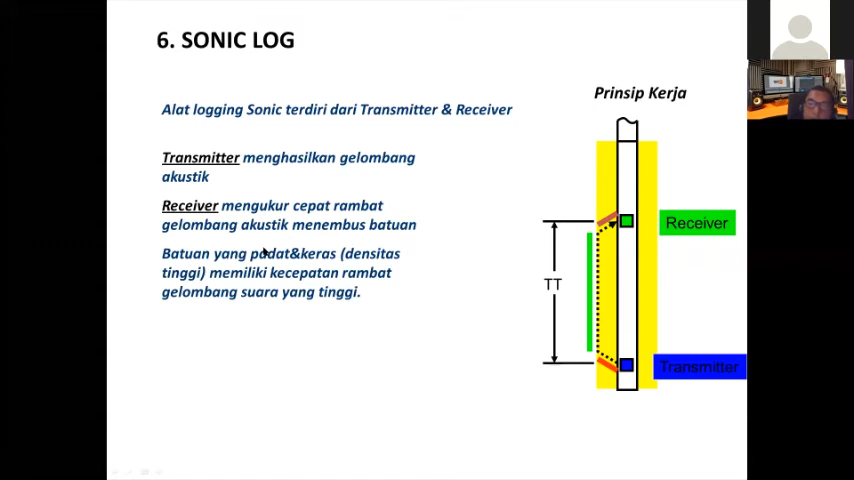 6. SONIC LOG
Prinsip Kerja
Alat logging Sonic terdiri dari Transmitter & Receiver
Transmitter menghasilkan gelombang
akustik
Receiver mengukur cepat rambat
gelombang akustik menembus batuan
Batuan yang padat&keras (densitas
tinggi) memiliki kecepatan rambat
gelombang suara yang tinggi.
Receiver
TT
Transmitter